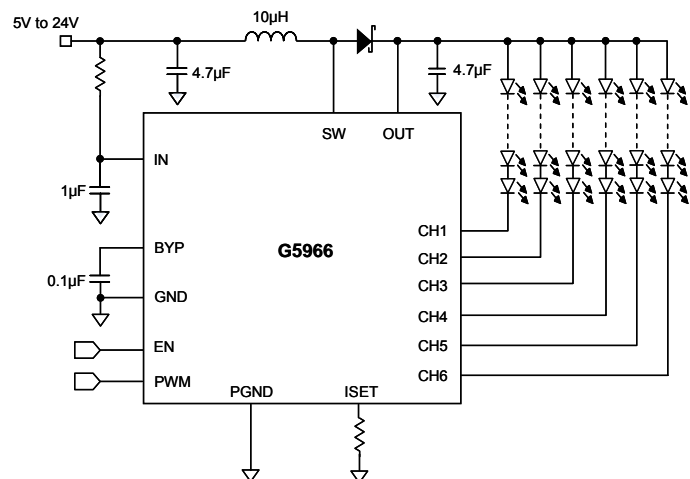 5V to 24V
10µH
4.7µF
4.7µF
SW
OUT
IN
1µF
CH1
BYP
G5966
CH2
0.1µF
CH3
GND
CH4
EN
CH5
PWM
CH6
PGND
ISET